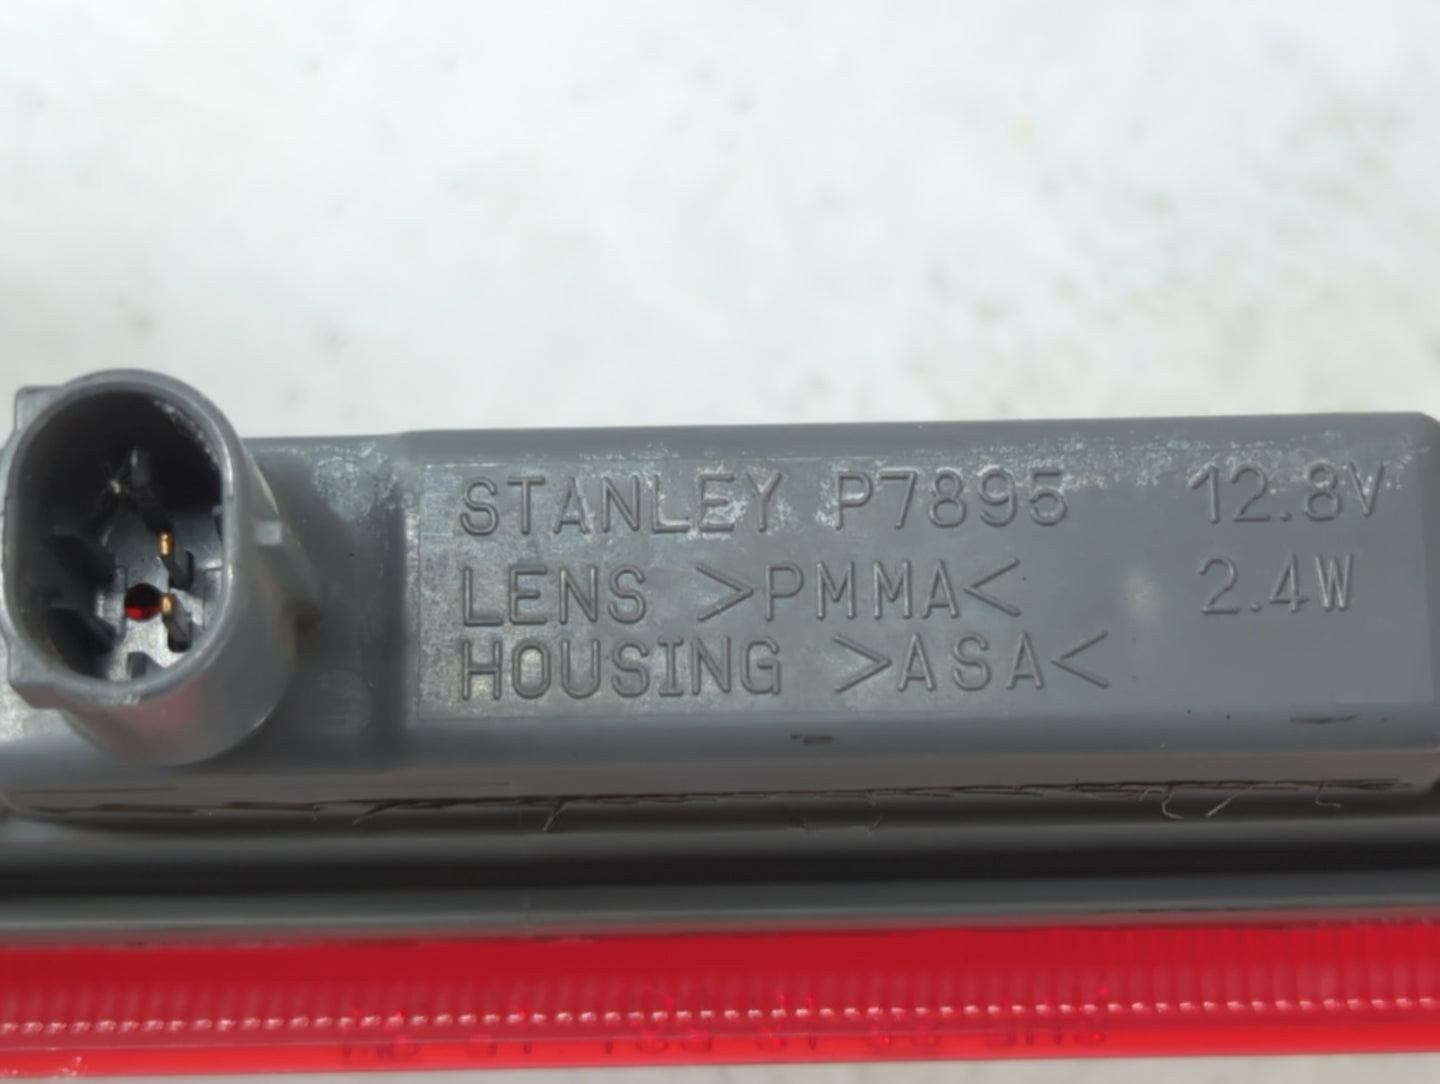 STANLEY P7895 12.8V
LENS >PMMA< 2.4W
HOUSING >ASA<